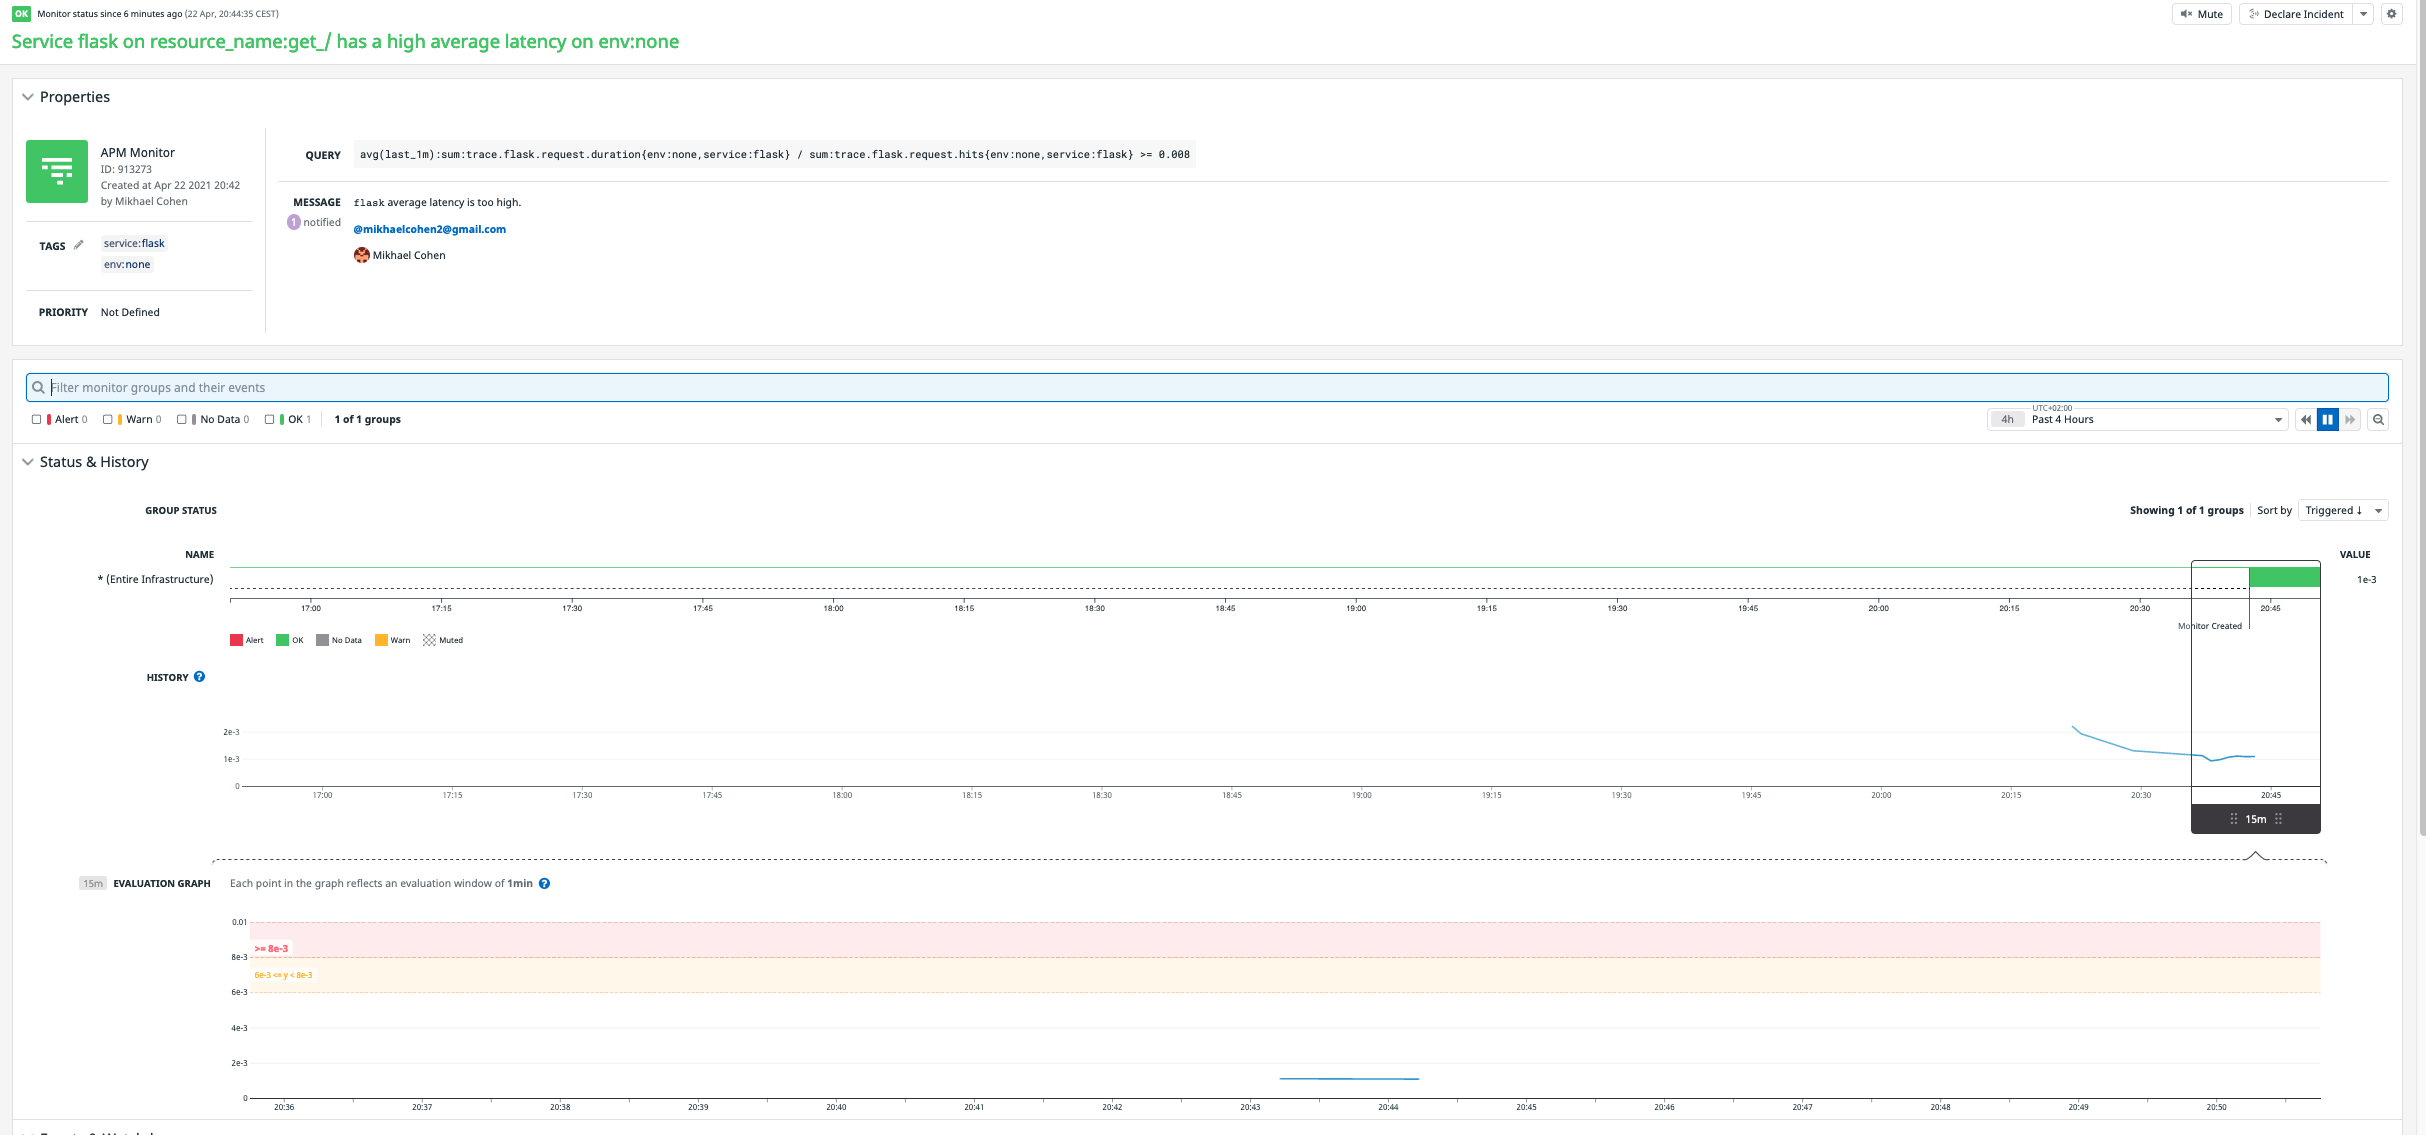 OK Monitor status since 6 minutes ago (22 Apr, 20:44:35 CEST)
Mute
Declare Incident
Service flask on resource_name:get_/ has a high average latency on env:none
Properties
APM Monitor
ID: 913273
Created at Apr 22 2021 20:42
by Mikhael Cohen
TAGS
service:flask
env:none
PRIORITY Not Defined
QUERY avg(last_1m):sum:trace.flask.request.duration{env:none,service:flask} / sum:trace.flask.request.hits{env:none,service:flask} >= 0.008
MESSAGE flask average latency is too high.
1 notified
@mikhaelcohen2@gmail.com
Mikhael Cohen
Filter monitor groups and their events
Alert 0 Warn 0 No Data 0 OK 1 1 of 1 groups
UTC+02:00
4h Past 4 Hours
Status & History
GROUP STATUS
Showing 1 of 1 groups Sort by Triggered ↓
NAME VALUE
* (Entire Infrastructure) 1e-3
17:00 17:15 17:30 17:45 18:00 18:15 18:30 18:45 19:00 19:15 19:30 19:45 20:00 20:15 20:30 20:45
Monitor Created
Alert OK No Data Warn Muted
HISTORY ?
2e-3
1e-3
0
17:00 17:15 17:30 17:45 18:00 18:15 18:30 18:45 19:00 19:15 19:30 19:45 20:00 20:15 20:30 20:45
15m
15m EVALUATION GRAPH Each point in the graph reflects an evaluation window of 1min ?
0.01
>= 8e-3
8e-3
6e-3 <= y < 8e-3
6e-3
4e-3
2e-3
0
20:36 20:37 20:38 20:39 20:40 20:41 20:42 20:43 20:44 20:45 20:46 20:47 20:48 20:49 20:50